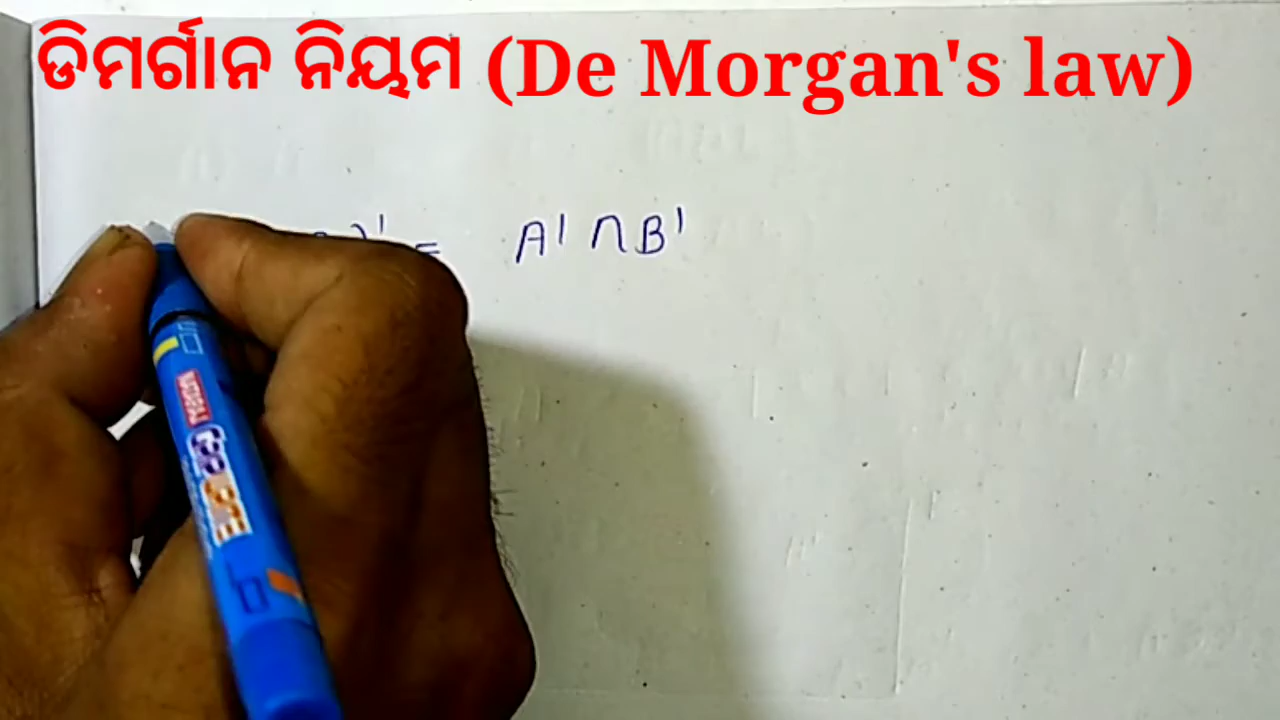 ଡିମର୍ଗାନ ନିୟମ (De Morgan's law)
B)' = A' ∩ B'